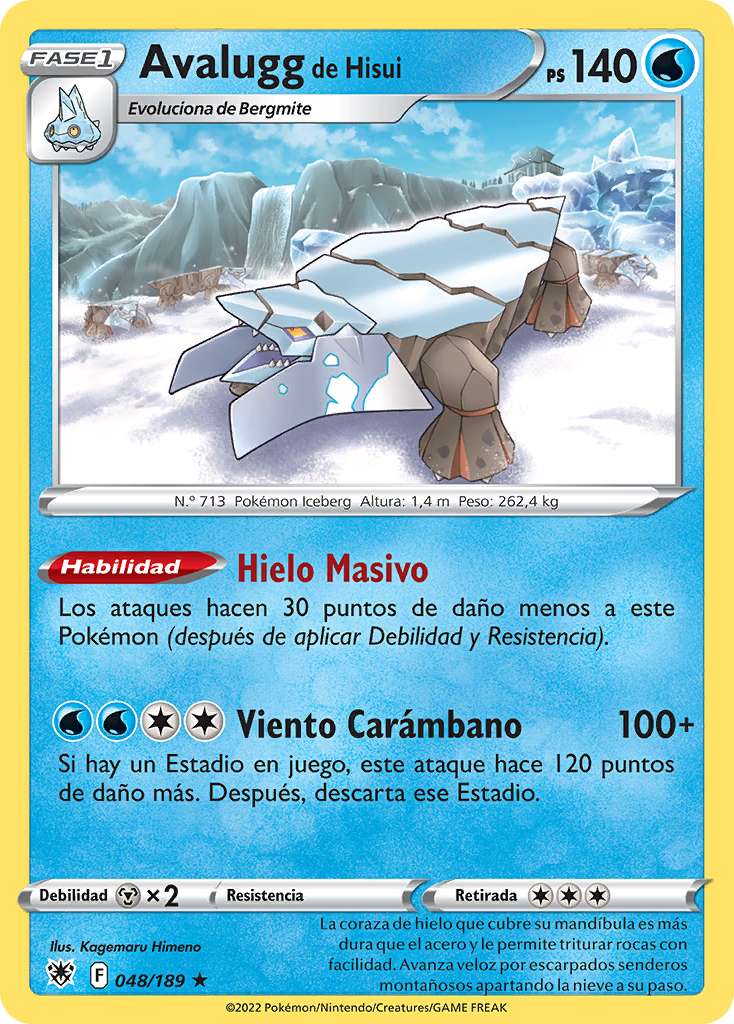 FASE 1
Avalugg de Hisui
PS 140
Evoluciona de Bergmite
N.º 713 Pokémon Iceberg Altura: 1,4 m Peso: 262,4 kg
Habilidad Hielo Masivo
Los ataques hacen 30 puntos de daño menos a este
Pokémon (después de aplicar Debilidad y Resistencia).
Viento Carámbano 100+
Si hay un Estadio en juego, este ataque hace 120 puntos
de daño más. Después, descarta ese Estadio.
Debilidad ×2 Resistencia Retirada
Ilus. Kagemaru Himeno
F 048/189 ★
La coraza de hielo que cubre su mandíbula es más
dura que el acero y le permite triturar rocas con
facilidad. Avanza veloz por escarpados senderos
montañosos apartando la nieve a su paso.
©2022 Pokémon/Nintendo/Creatures/GAME FREAK